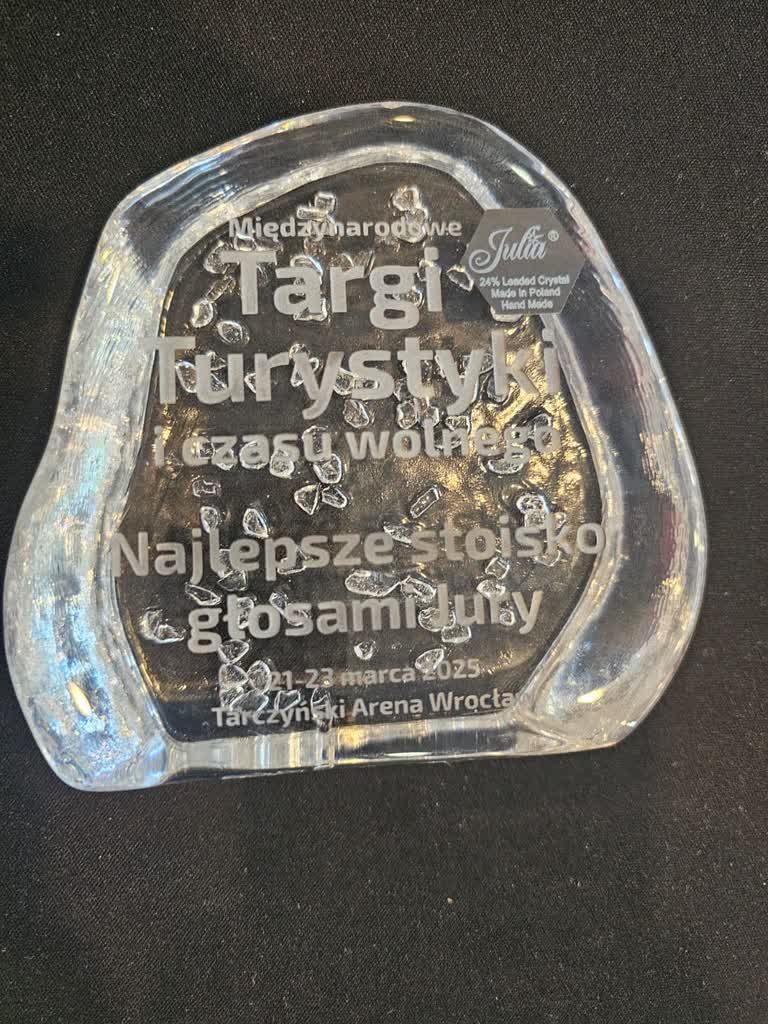 Międzynarodowe
Targi
Turystyki
i czasu wolnego
Julia®
24% Leaded Crystal
Made in Poland
Hand Made
Najlepsze stoisko
głosami Jury
21-23 marca 2025
Tarczyński Arena Wrocław